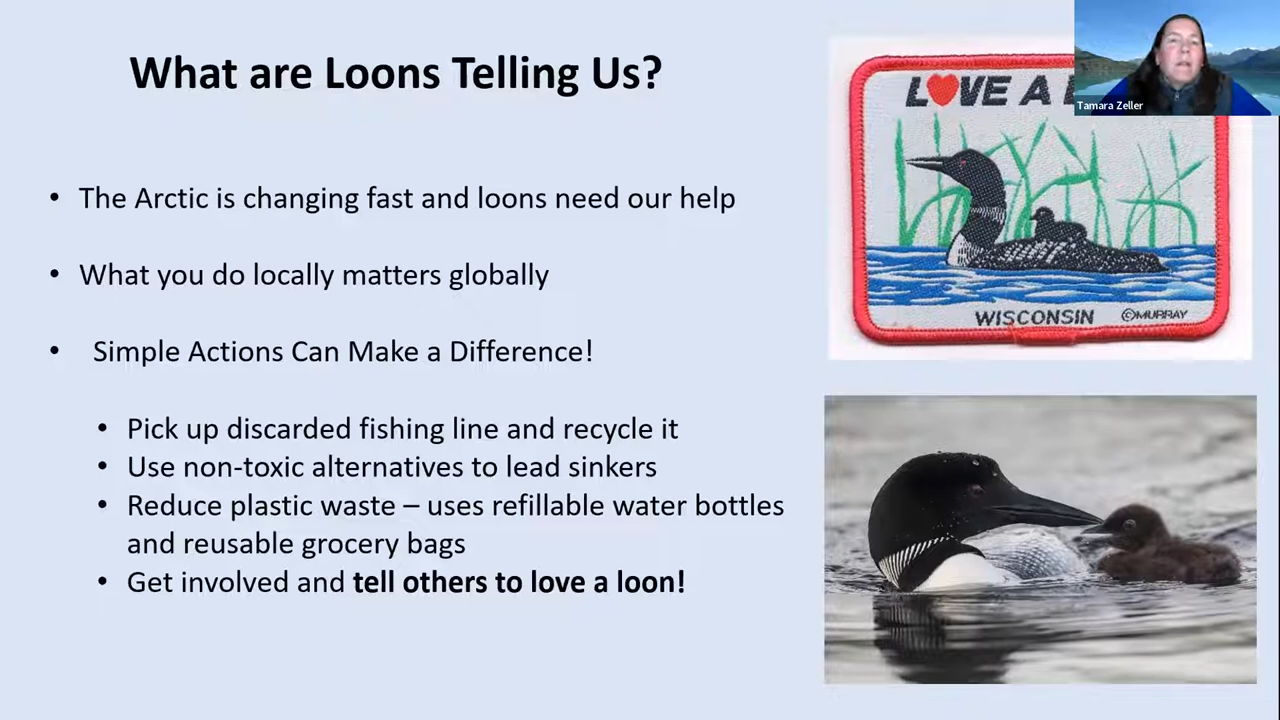 What are Loons Telling Us?
• The Arctic is changing fast and loons need our help
• What you do locally matters globally
• Simple Actions Can Make a Difference!
• Pick up discarded fishing line and recycle it
• Use non-toxic alternatives to lead sinkers
• Reduce plastic waste – uses refillable water bottles
and reusable grocery bags
• Get involved and tell others to love a loon!
L♥VE A
WISCONSIN ©MURRAY
Tamara Zeller